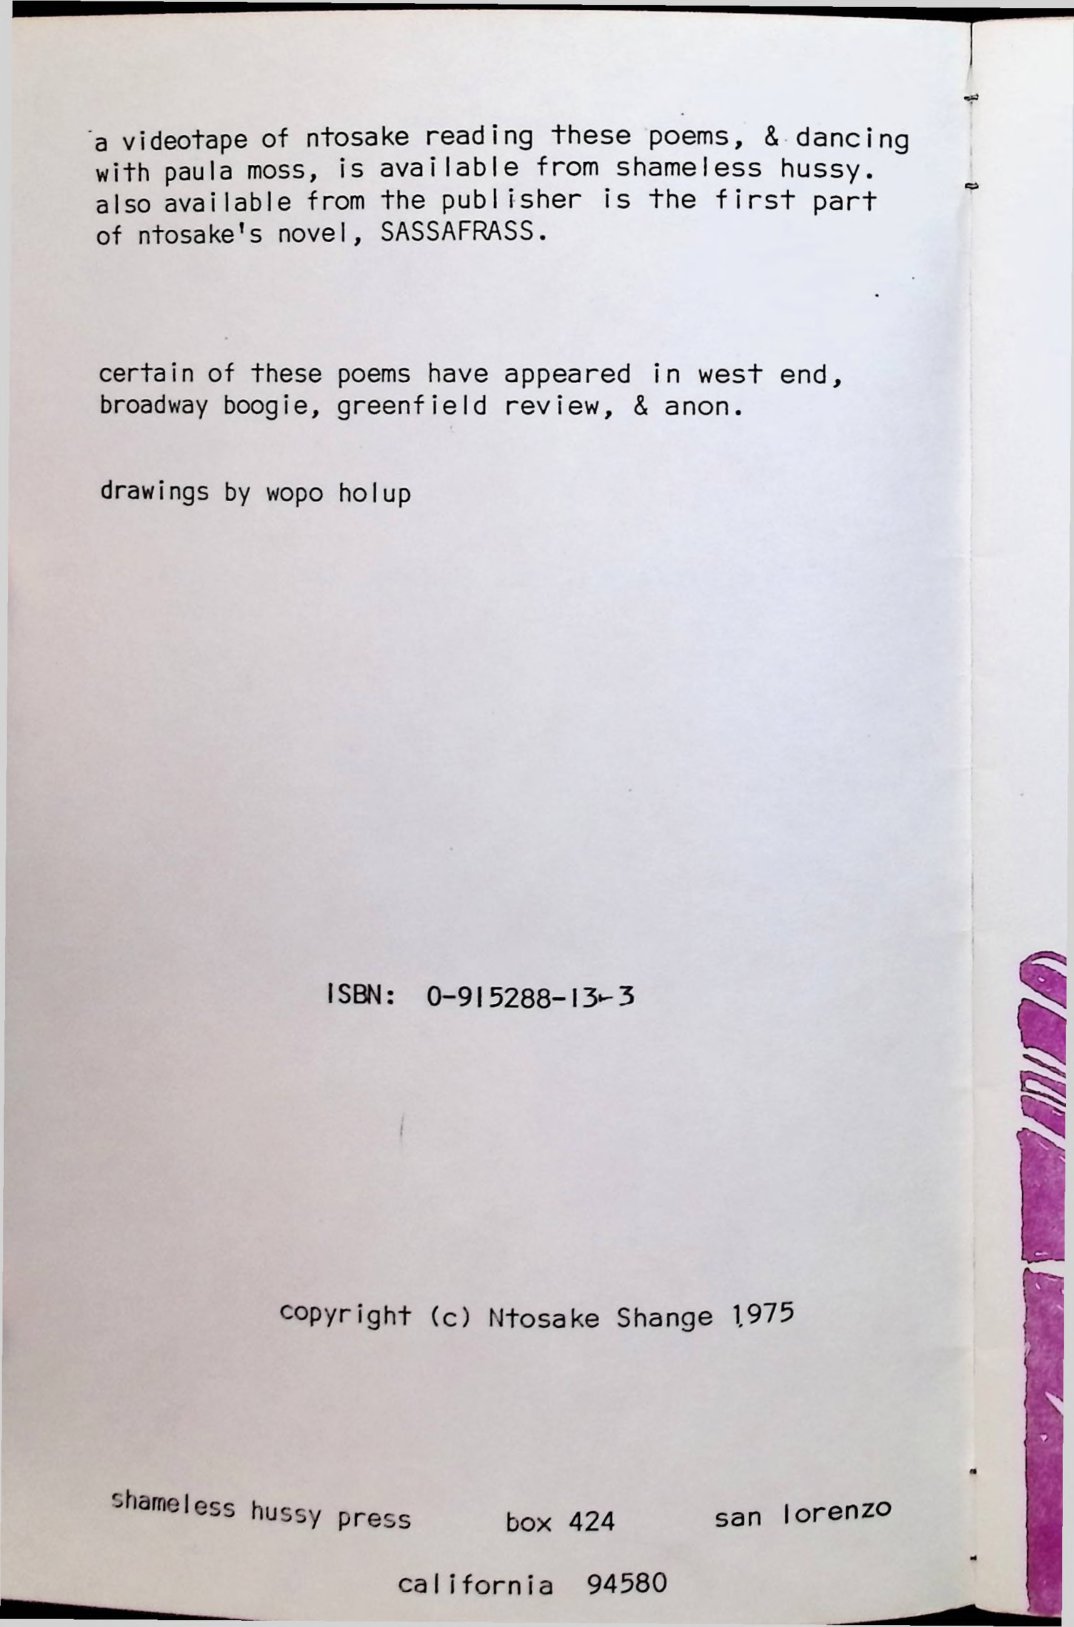 a videotape of ntosake reading these poems, & dancing
with paula moss, is available from shameless hussy.
also available from the publisher is the first part
of ntosake's novel, SASSAFRASS.
certain of these poems have appeared in west end,
broadway boogie, greenfield review, & anon.
drawings by wopo holup
ISBN: 0-915288-13-3
copyright (c) Ntosake Shange 1975
shameless hussy press box 424 san lorenzo
california 94580